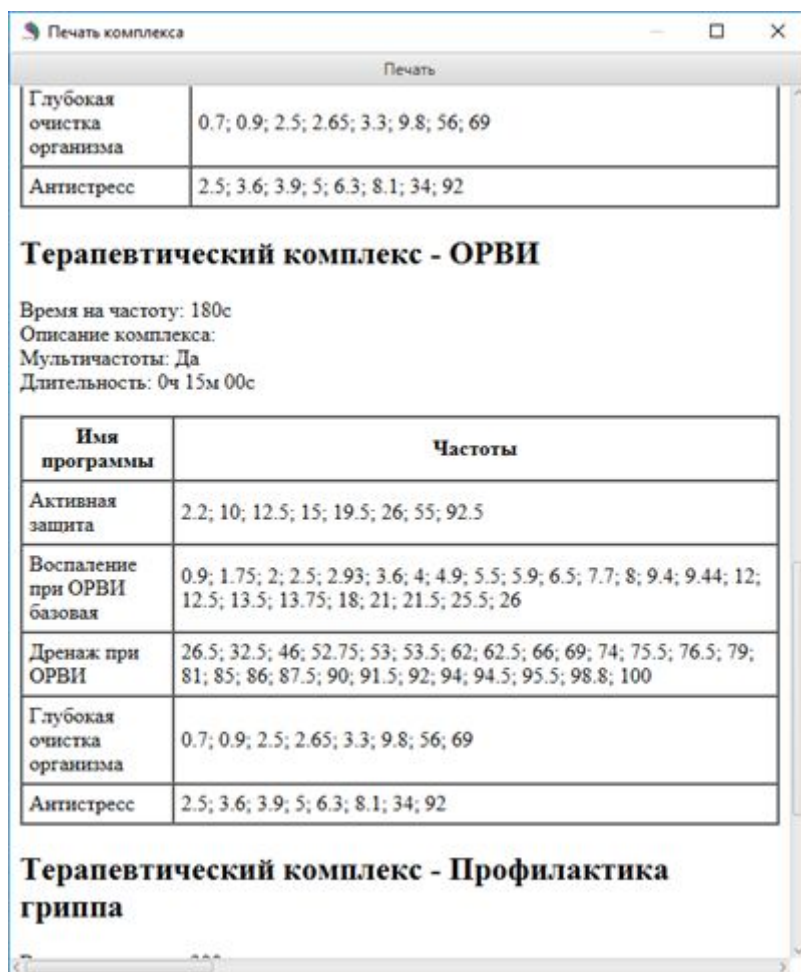 Печать комплекса
Печать
Глубокая
очистка
организма
0.7; 0.9; 2.5; 2.65; 3.3; 9.8; 56; 69
Антистресс
2.5; 3.6; 3.9; 5; 6.3; 8.1; 34; 92
Терапевтический комплекс - ОРВИ
Время на частоту: 180с
Описание комплекса:
Мультичастоты: Да
Длительность: 0ч 15м 00с
Имя
программы
Частоты
Активная
защита
2.2; 10; 12.5; 15; 19.5; 26; 55; 92.5
Воспаление
при ОРВИ
базовая
0.9; 1.75; 2; 2.5; 2.93; 3.6; 4; 4.9; 5.5; 5.9; 6.5; 7.7; 8; 9.4; 9.44; 12;
12.5; 13.5; 13.75; 18; 21; 21.5; 25.5; 26
Дренаж при
ОРВИ
26.5; 32.5; 46; 52.75; 53; 53.5; 62; 62.5; 66; 69; 74; 75.5; 76.5; 79;
81; 85; 86; 87.5; 90; 91.5; 92; 94; 94.5; 95.5; 98.8; 100
Глубокая
очистка
организма
0.7; 0.9; 2.5; 2.65; 3.3; 9.8; 56; 69
Антистресс
2.5; 3.6; 3.9; 5; 6.3; 8.1; 34; 92
Терапевтический комплекс - Профилактика
гриппа